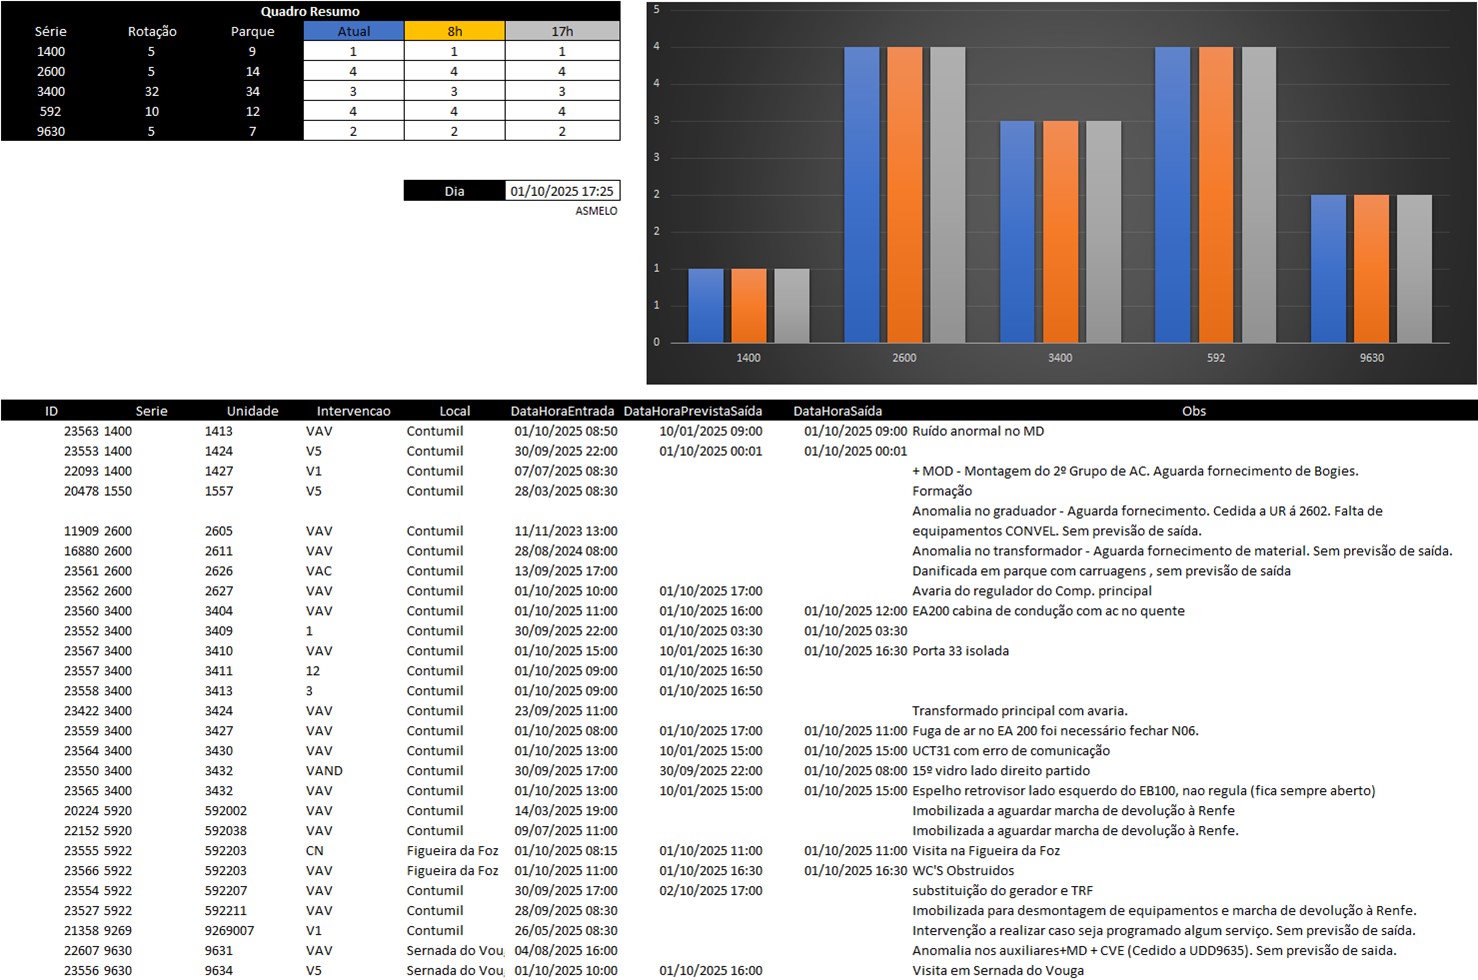 Quadro Resumo
Série Rotação Parque Atual 8h 17h
1400 5 9 1 1 1
2600 5 14 4 4 4
3400 32 34 3 3 3
592 10 12 4 4 4
9630 5 7 2 2 2
Dia 01/10/2025 17:25
ASMELO
5
4
4
3
3
2
2
1
1
0
1400 2600 3400 592 9630
ID Serie Unidade Intervencao Local DataHoraEntrada DataHoraPrevistaSaída DataHoraSaída Obs
23563 1400 1413 VAV Contumil 01/10/2025 08:50 10/01/2025 09:00 01/10/2025 09:00 Ruído anormal no MD
23553 1400 1424 V5 Contumil 30/09/2025 22:00 01/10/2025 00:01 01/10/2025 00:01
22093 1400 1427 V1 Contumil 07/07/2025 08:30 + MOD - Montagem do 2º Grupo de AC. Aguarda fornecimento de Bogies.
20478 1550 1557 V5 Contumil 28/03/2025 08:30 Formação
Anomalia no graduador - Aguarda fornecimento. Cedida a UR á 2602. Falta de
11909 2600 2605 VAV Contumil 11/11/2023 13:00 equipamentos CONVEL. Sem previsão de saída.
16880 2600 2611 VAV Contumil 28/08/2024 08:00 Anomalia no transformador - Aguarda fornecimento de material. Sem previsão de saída.
23561 2600 2626 VAC Contumil 13/09/2025 17:00 Danificada em parque com carruagens , sem previsão de saída
23562 2600 2627 VAV Contumil 01/10/2025 10:00 01/10/2025 17:00 Avaria do regulador do Comp. principal
23560 3400 3404 VAV Contumil 01/10/2025 11:00 01/10/2025 16:00 01/10/2025 12:00 EA200 cabina de condução com ac no quente
23552 3400 3409 1 Contumil 30/09/2025 22:00 01/10/2025 03:30 01/10/2025 03:30
23567 3400 3410 VAV Contumil 01/10/2025 15:00 10/01/2025 16:30 01/10/2025 16:30 Porta 33 isolada
23557 3400 3411 12 Contumil 01/10/2025 09:00 01/10/2025 16:50
23558 3400 3413 3 Contumil 01/10/2025 09:00 01/10/2025 16:50
23422 3400 3424 VAV Contumil 23/09/2025 11:00 Transformado principal com avaria.
23559 3400 3427 VAV Contumil 01/10/2025 08:00 01/10/2025 17:00 01/10/2025 11:00 Fuga de ar no EA 200 foi necessário fechar N06.
23564 3400 3430 VAV Contumil 01/10/2025 13:00 10/01/2025 15:00 01/10/2025 15:00 UCT31 com erro de comunicação
23550 3400 3432 VAND Contumil 30/09/2025 17:00 30/09/2025 22:00 01/10/2025 08:00 15º vidro lado direito partido
23565 3400 3432 VAV Contumil 01/10/2025 13:00 10/01/2025 15:00 01/10/2025 15:00 Espelho retrovisor lado esquerdo do EB100, nao regula (fica sempre aberto)
20224 5920 592002 VAV Contumil 14/03/2025 19:00 Imobilizada a aguardar marcha de devolução à Renfe
22152 5920 592038 VAV Contumil 09/07/2025 11:00 Imobilizada a aguardar marcha de devolução à Renfe.
23555 5922 592203 CN Figueira da Foz 01/10/2025 08:15 01/10/2025 11:00 01/10/2025 11:00 Visita na Figueira da Foz
23566 5922 592203 VAV Figueira da Foz 01/10/2025 11:00 01/10/2025 16:30 01/10/2025 16:30 WC'S Obstruidos
23554 5922 592207 VAV Contumil 30/09/2025 17:00 02/10/2025 17:00 substituição do gerador e TRF
23527 5922 592211 VAV Contumil 28/09/2025 08:30 Imobilizada para desmontagem de equipamentos e marcha de devolução à Renfe.
21358 9269 9269007 V1 Contumil 26/05/2025 08:30 Intervenção a realizar caso seja programado algum serviço. Sem previsão de saída.
22607 9630 9631 VAV Sernada do Vou 04/08/2025 16:00 Anomalia nos auxiliares+MD + CVE (Cedido a UDD9635). Sem previsão de saida.
23556 9630 9634 V5 Sernada do Vou 01/10/2025 10:00 01/10/2025 16:00 Visita em Sernada do Vouga